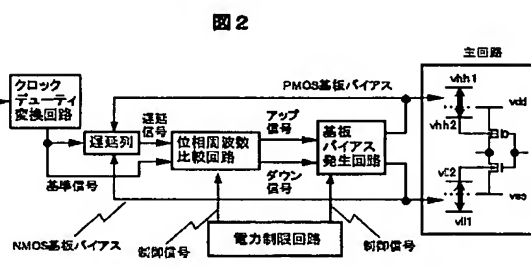 図2
クロック
デューティ
変換回路
遅延列
遅延
信号
基準信号
位相周波数
比較回路
アップ
信号
ダウン
信号
基板
バイアス
発生回路
PMOS基板バイアス
NMOS基板バイアス
制御信号
電力制限回路
制御信号
主回路
vhh1
vdd
vhh2
vll2
vss
vll1